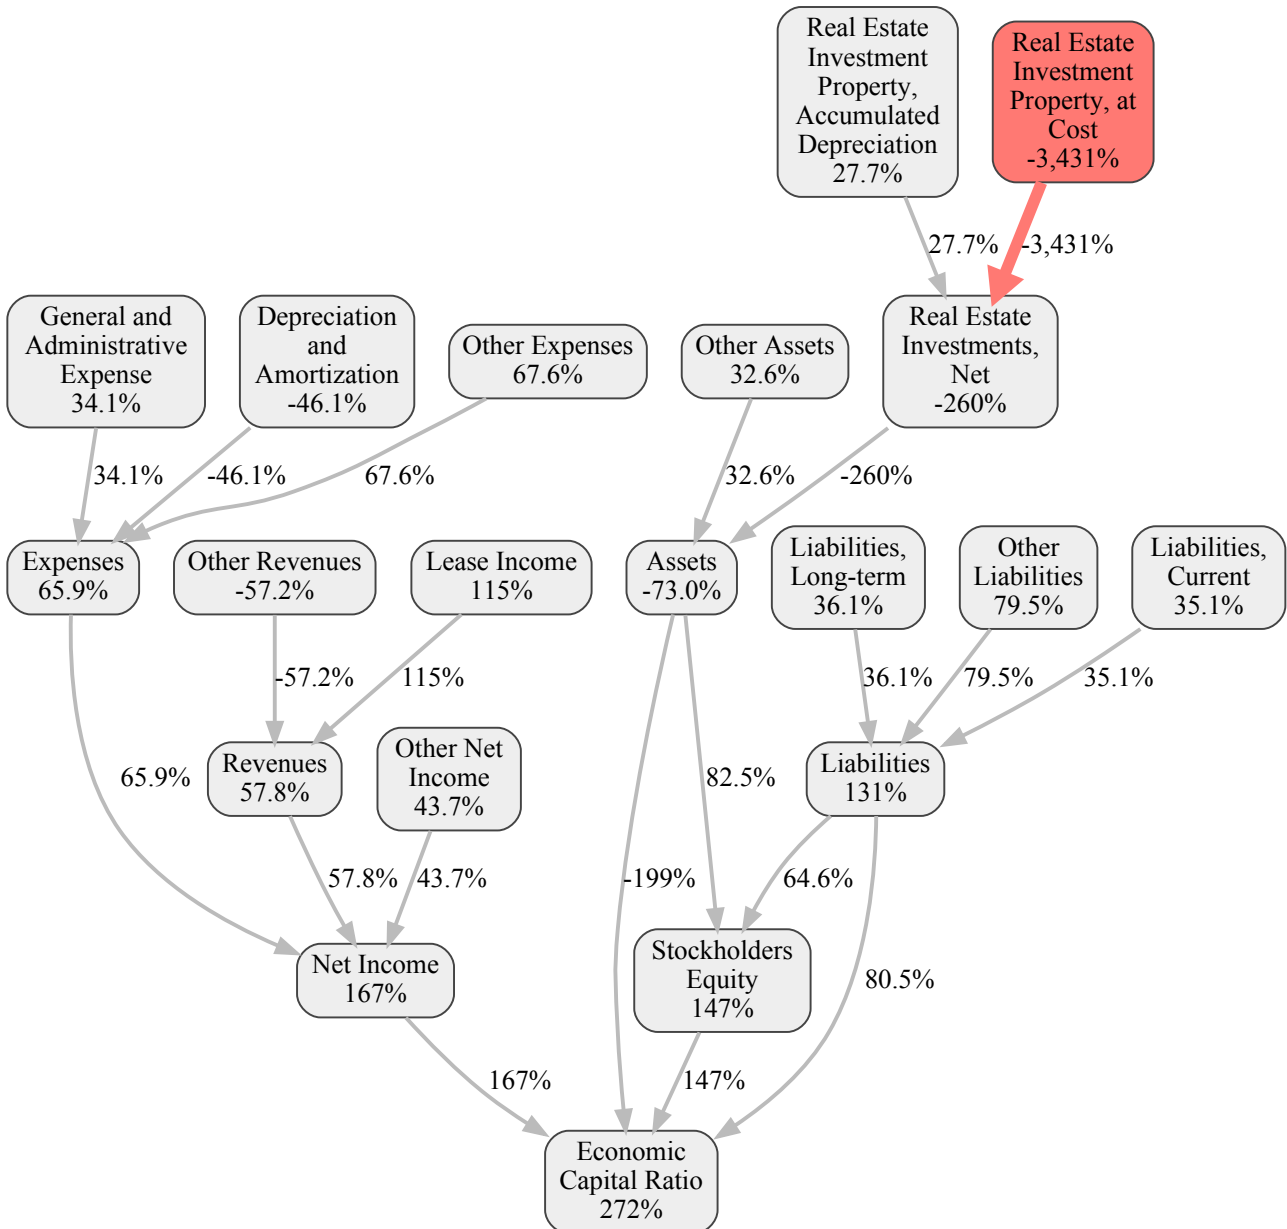 Real Estate
Investment
Property,
Accumulated
Depreciation
27.7%
Real Estate
Investment
Property, at
Cost
-3,431%
27.7%
-3,431%
General and
Administrative
Expense
34.1%
Depreciation
and
Amortization
-46.1%
Other Expenses
67.6%
Other Assets
32.6%
Real Estate
Investments,
Net
-260%
34.1%
-46.1%
67.6%
32.6%
-260%
Expenses
65.9%
Other Revenues
-57.2%
Lease Income
115%
Assets
-73.0%
Liabilities,
Long-term
36.1%
Other
Liabilities
79.5%
Liabilities,
Current
35.1%
-57.2%
115%
36.1%
79.5%
35.1%
65.9%
Revenues
57.8%
Other Net
Income
43.7%
82.5%
Liabilities
131%
57.8%
43.7%
-199%
64.6%
Net Income
167%
Stockholders
Equity
147%
80.5%
167%
147%
Economic
Capital Ratio
272%